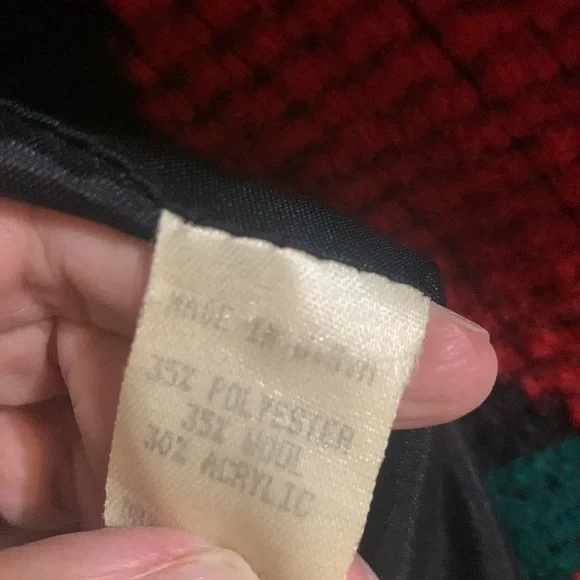 MADE IN
35% POLYESTER
35% WOOL
30% ACRYLIC